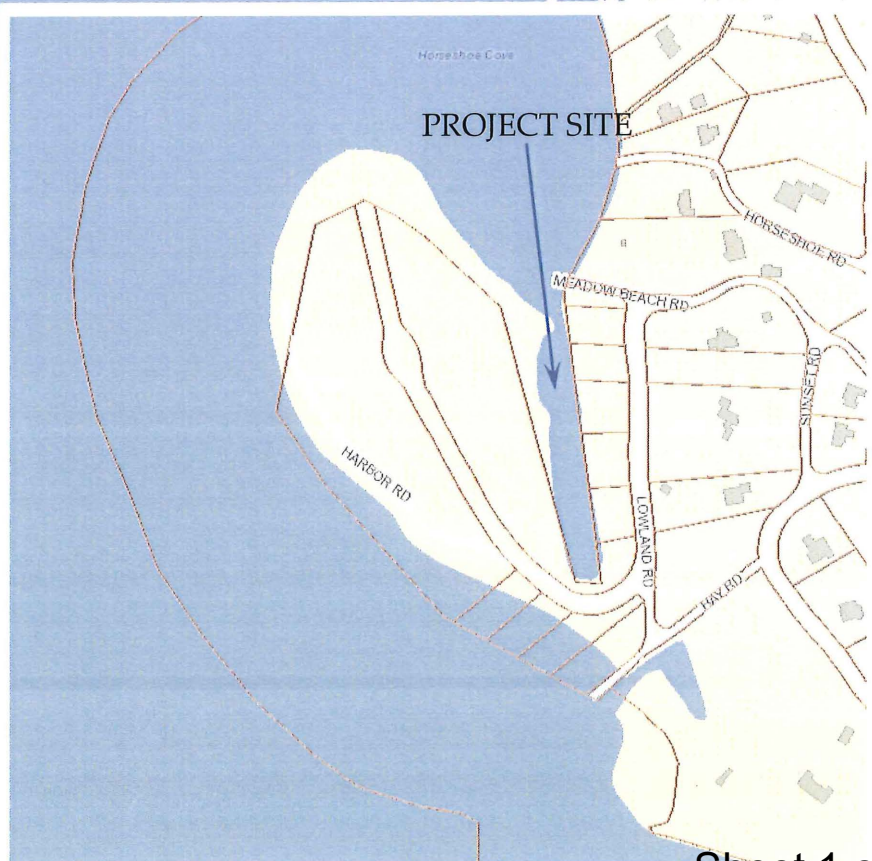 Horseshoe Cove
PROJECT SITE
HORSESHOE RD
MEADOW BEACH RD
SUNSET RD
HARBOR RD
LOWLAND RD
BAY RD
Sheet 1